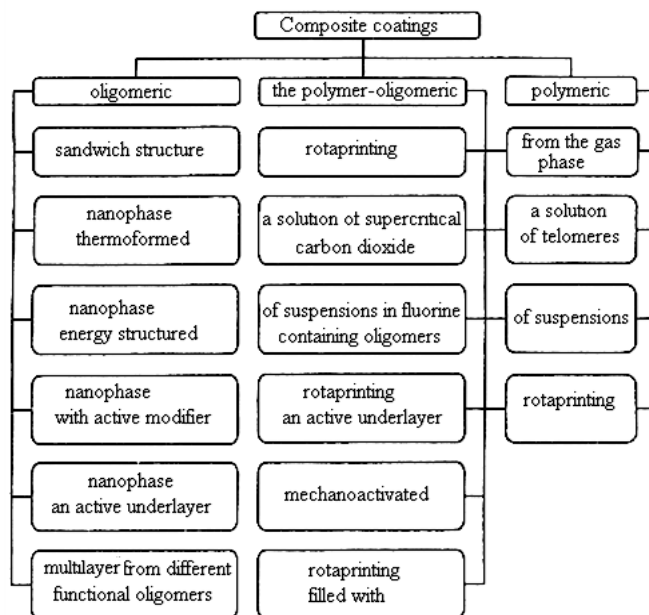 Composite coatings
oligomeric
the polymer-oligomeric
polymeric
sandwich structure
rotaprinting
from the gas
phase
nanophase
thermoformed
a solution of supercritical
carbon dioxide
a solution
of telomeres
nanophase
energy structured
of suspensions in fluorine
containing oligomers
of suspensions
nanophase
with active modifier
rotaprinting
an active underlayer
rotaprinting
nanophase
an active underlayer
mechanoactivated
multilayer from different
functional oligomers
rotaprinting
filled with